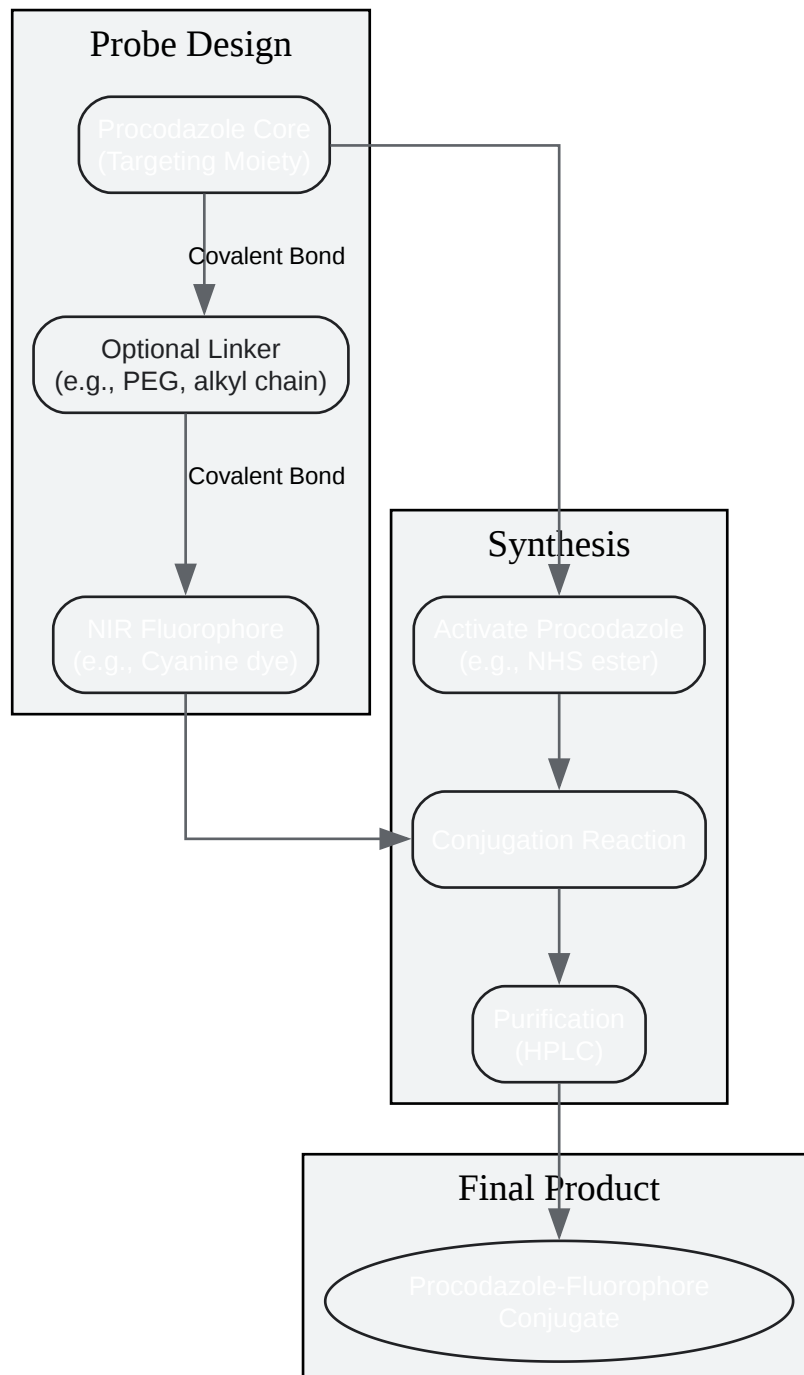 Probe Design
Procodazole Core
(Targeting Moiety)
Covalent Bond
Optional Linker
(e.g., PEG, alkyl chain)
Covalent Bond
NIR Fluorophore
(e.g., Cyanine dye)
Synthesis
Activate Procodazole
(e.g., NHS ester)
Conjugation Reaction
Purification
(HPLC)
Final Product
Procodazole-Fluorophore
Conjugate